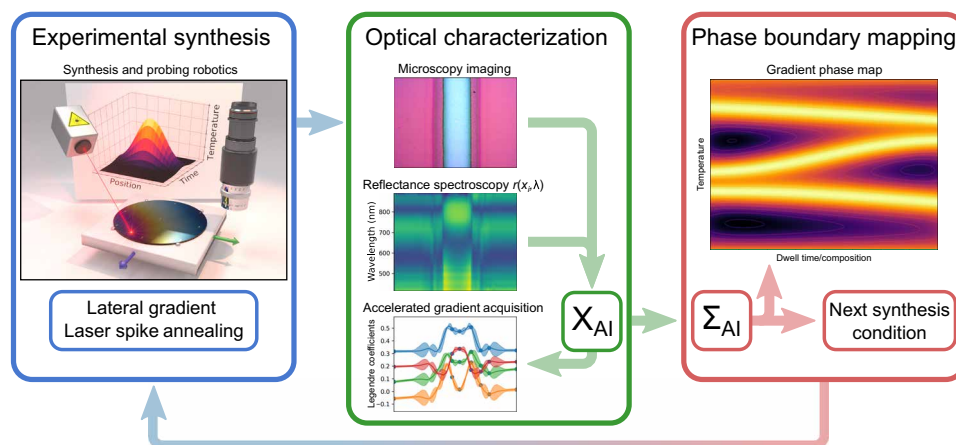 Experimental synthesis
Synthesis and probing robotics
Temperature
Position
Time
Lateral gradient
Laser spike annealing
Optical characterization
Microscopy imaging
Reflectance spectroscopy r(xᵢ,λ)
Wavelength (nm)
800
700
600
500
Accelerated gradient acquisition
Legendre coefficients
0.5
0.4
0.3
0.2
0.1
0.0
−0.1
X_AI
Phase boundary mapping
Gradient phase map
Temperature
Dwell time/composition
Σ_AI
Next synthesis
condition